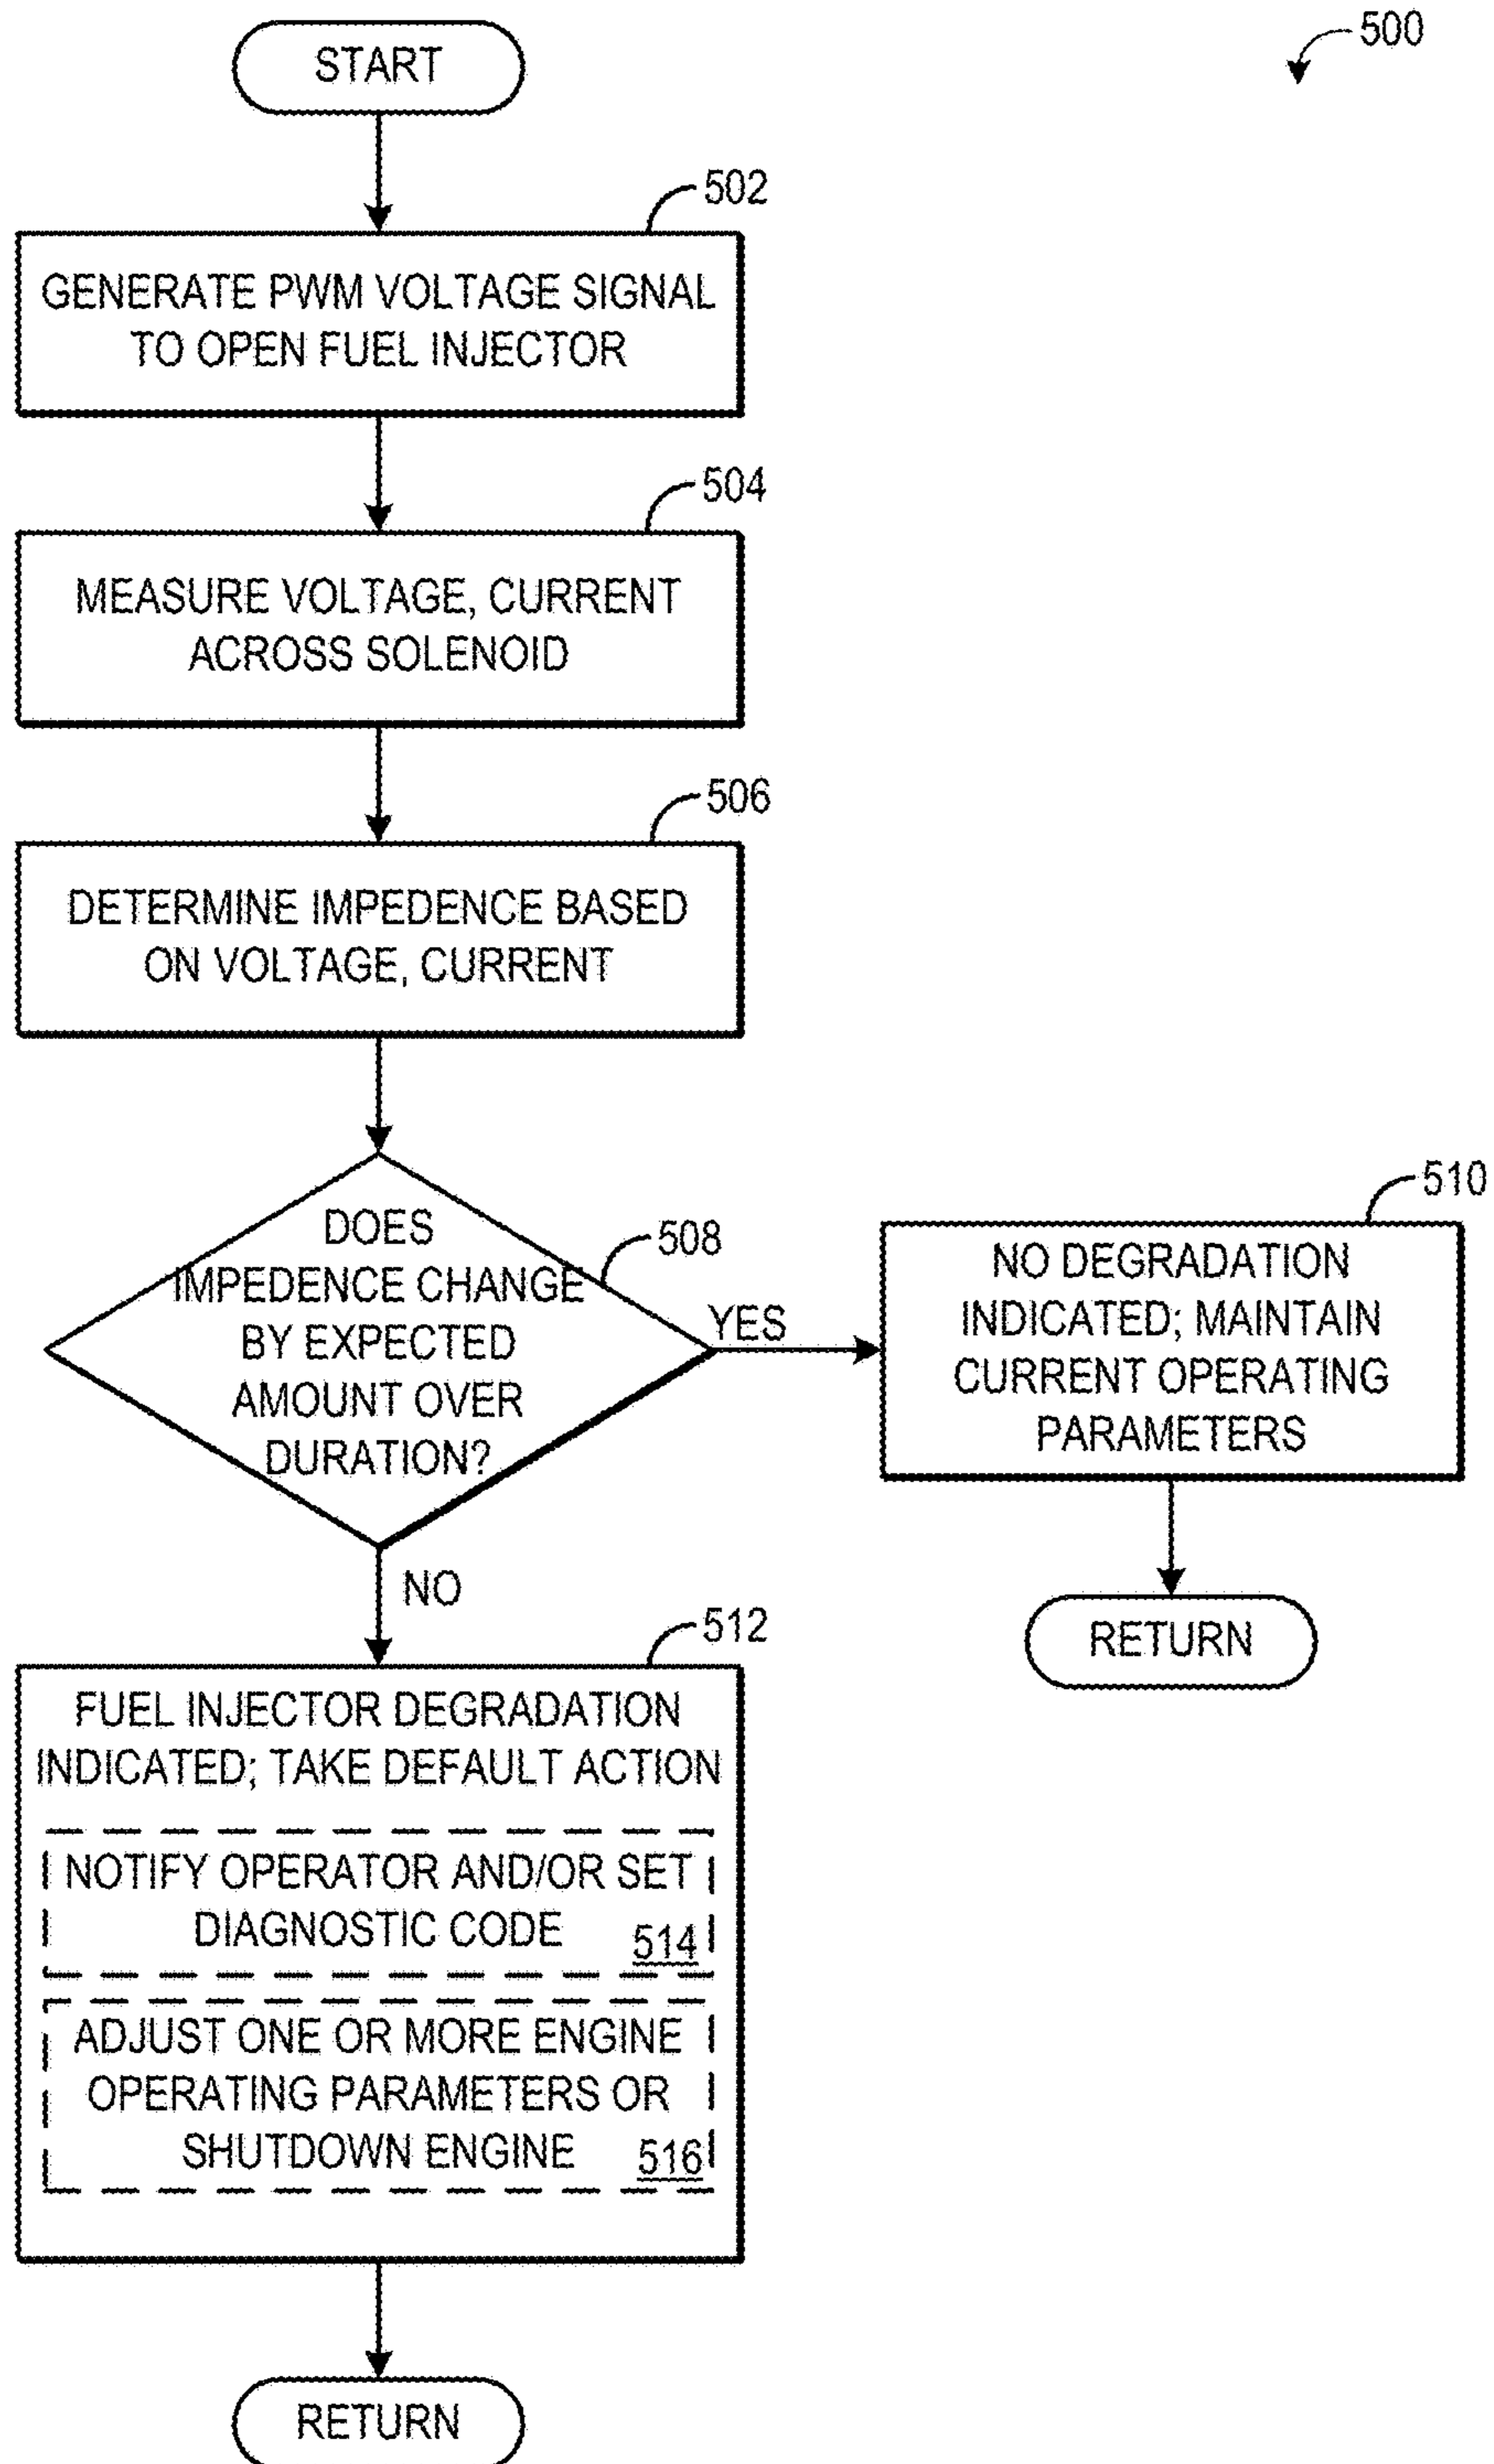 500
START
502
GENERATE PWM VOLTAGE SIGNAL
TO OPEN FUEL INJECTOR
504
MEASURE VOLTAGE, CURRENT
ACROSS SOLENOID
506
DETERMINE IMPEDENCE BASED
ON VOLTAGE, CURRENT
508
DOES
IMPEDENCE CHANGE
BY EXPECTED
AMOUNT OVER
DURATION?
YES
510
NO DEGRADATION
INDICATED; MAINTAIN
CURRENT OPERATING
PARAMETERS
RETURN
NO
512
FUEL INJECTOR DEGRADATION
INDICATED; TAKE DEFAULT ACTION
NOTIFY OPERATOR AND/OR SET
DIAGNOSTIC CODE 514
ADJUST ONE OR MORE ENGINE
OPERATING PARAMETERS OR
SHUTDOWN ENGINE 516
RETURN